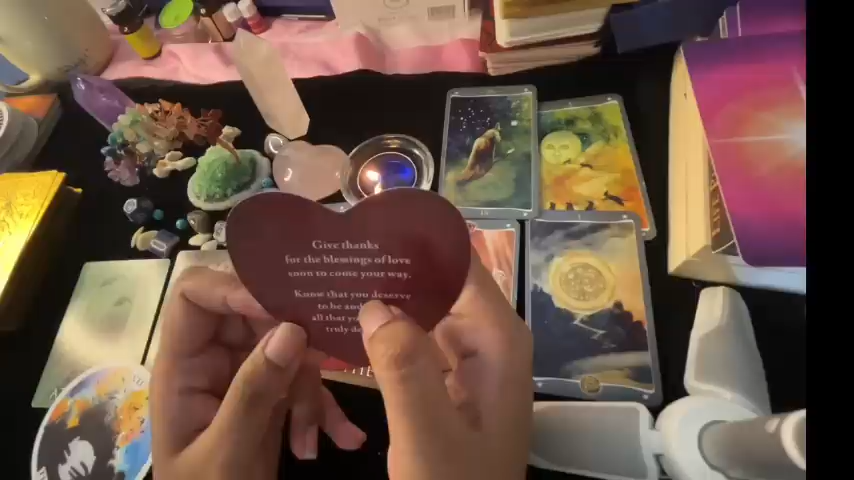 Give thanks
for the blessings of love
soon to come your way.
Know that you deserve
to be and
all that
truly